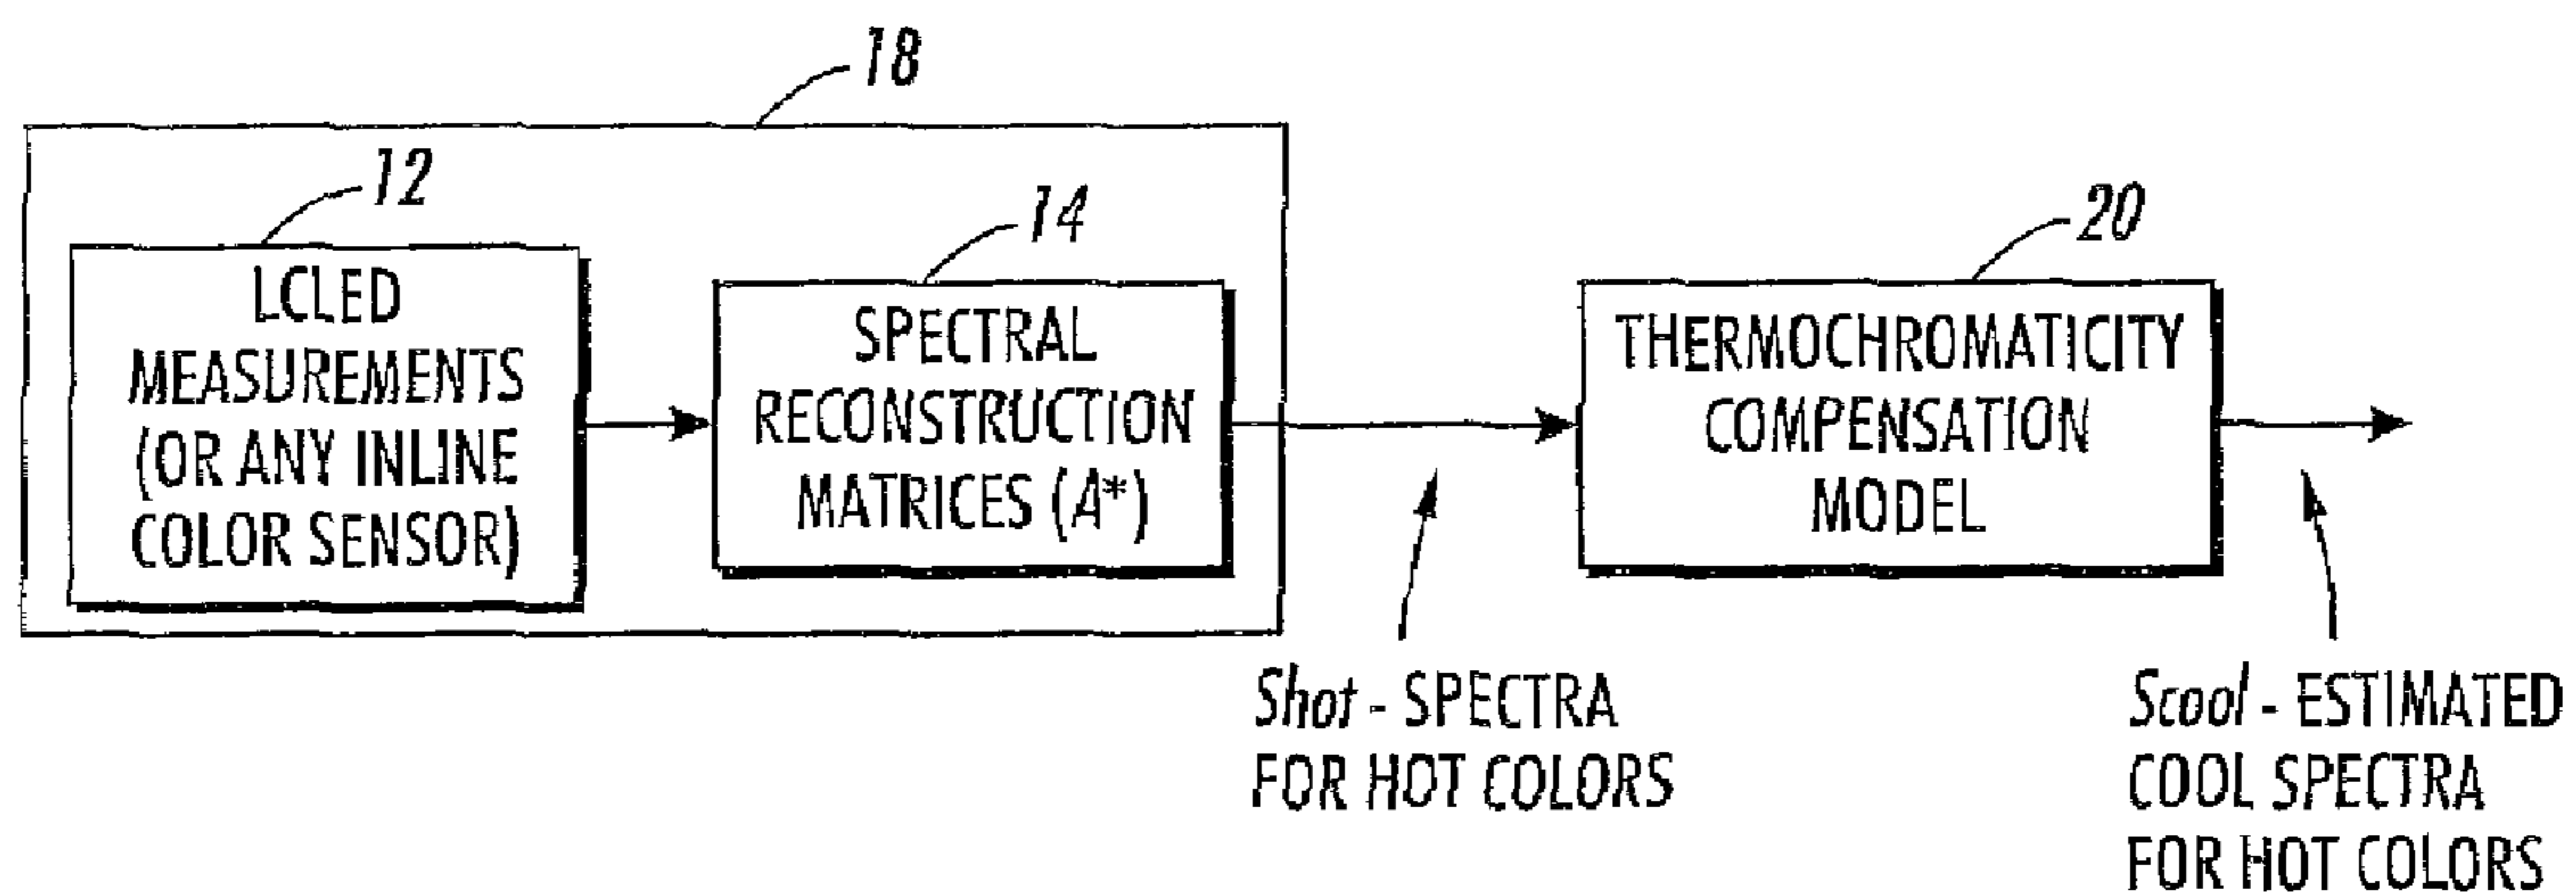 18
12
14
20
LCLED
MEASUREMENTS
(OR ANY INLINE
COLOR SENSOR)
SPECTRAL
RECONSTRUCTION
MATRICES (A*)
THERMOCHROMATICITY
COMPENSATION
MODEL
Shot - SPECTRA
FOR HOT COLORS
Scool - ESTIMATED
COOL SPECTRA
FOR HOT COLORS